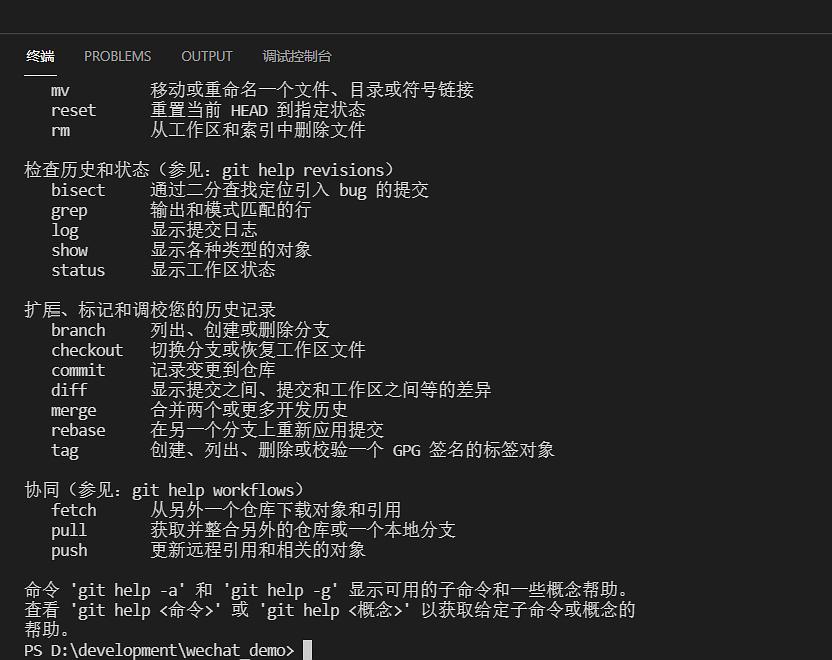 终端 PROBLEMS OUTPUT 调试控制台
mv 移动或重命名一个文件、目录或符号链接
reset 重置当前 HEAD 到指定状态
rm 从工作区和索引中删除文件
检查历史和状态（参见：git help revisions）
bisect 通过二分查找定位引入 bug 的提交
grep 输出和模式匹配的行
log 显示提交日志
show 显示各种类型的对象
status 显示工作区状态
扩展、标记和调校您的历史记录
branch 列出、创建或删除分支
checkout 切换分支或恢复工作区文件
commit 记录变更到仓库
diff 显示提交之间、提交和工作区之间等的差异
merge 合并两个或更多开发历史
rebase 在另一个分支上重新应用提交
tag 创建、列出、删除或校验一个 GPG 签名的标签对象
协同（参见：git help workflows）
fetch 从另外一个仓库下载对象和引用
pull 获取并整合另外的仓库或一个本地分支
push 更新远程引用和相关的对象
命令 'git help -a' 和 'git help -g' 显示可用的子命令和一些概念帮助。
查看 'git help <命令>' 或 'git help <概念>' 以获取给定子命令或概念的
帮助。
PS D:\development\wechat_demo>